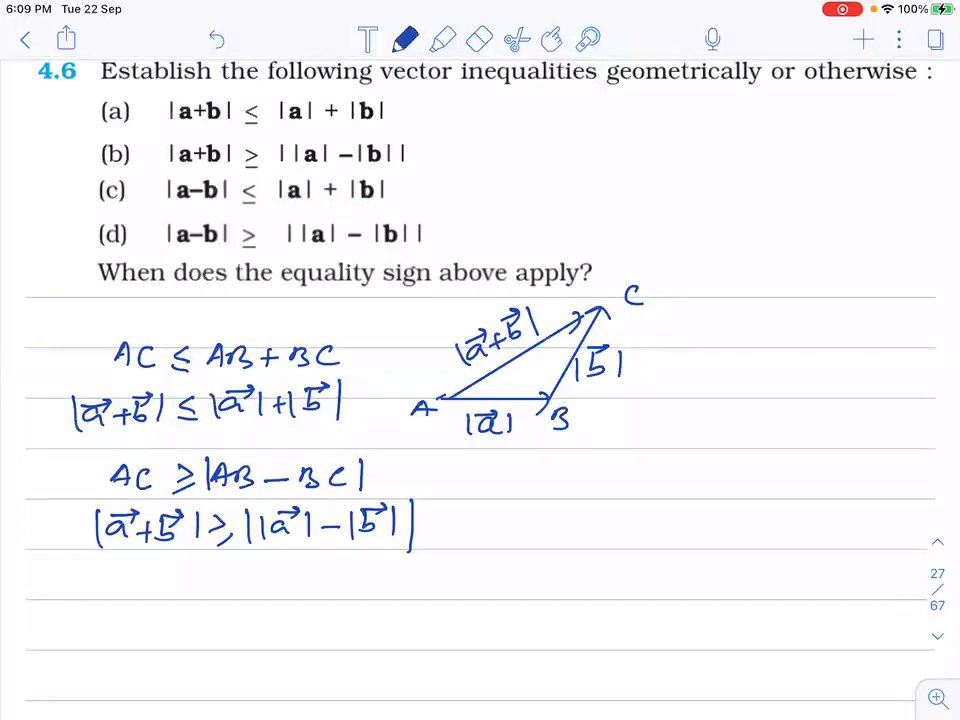 6:09 PM Tue 22 Sep 100%
T
4.6 Establish the following vector inequalities geometrically or otherwise :
(a) |a+b| ≤ |a| + |b|
(b) |a+b| ≥ ||a| −|b||
(c) |a−b| ≤ |a| + |b|
(d) |a−b| ≥ ||a| − |b||
When does the equality sign above apply?
C
|a⃗+b⃗|
AC ≤ AB + BC
|b⃗|
|a⃗+b⃗| ≤ |a⃗|+|b⃗|
A
|a⃗| B
AC ≥ |AB − BC|
|a⃗+b⃗| ≥ ||a⃗| − |b⃗||
27
/
67